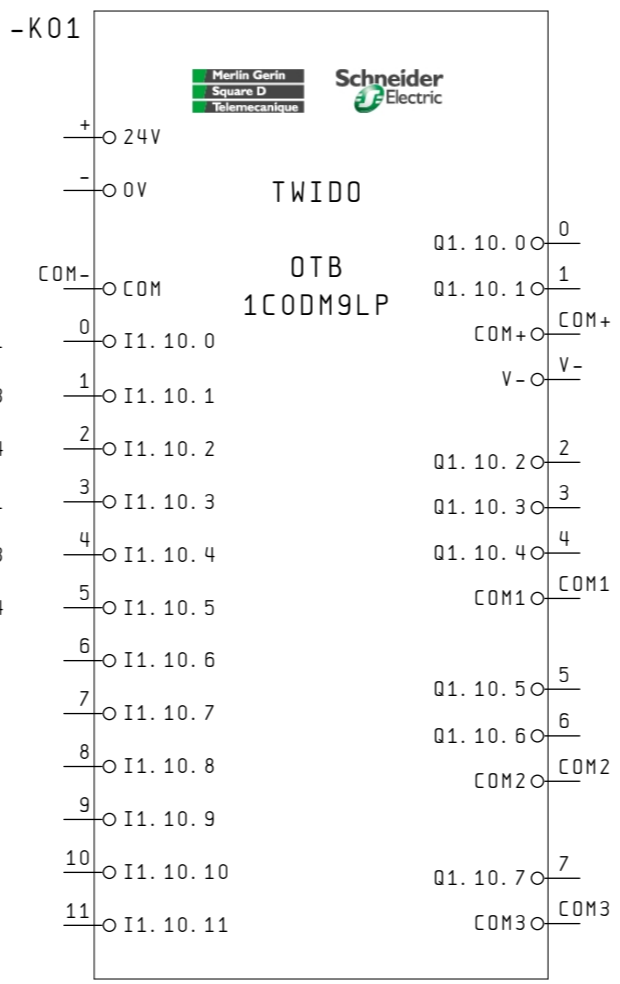 -K01
Merlin Gerin
Square D
Telemecanique
Schneider
Electric
TWIDO
OTB
1CODM9LP
+ 24V
- 0V
COM- COM
0 I1.10.0
1 I1.10.1
2 I1.10.2
3 I1.10.3
4 I1.10.4
5 I1.10.5
6 I1.10.6
7 I1.10.7
8 I1.10.8
9 I1.10.9
10 I1.10.10
11 I1.10.11
Q1.10.0 0
Q1.10.1 1
COM+ COM+
V- V-
Q1.10.2 2
Q1.10.3 3
Q1.10.4 4
COM1 COM1
Q1.10.5 5
Q1.10.6 6
COM2 COM2
Q1.10.7 7
COM3 COM3